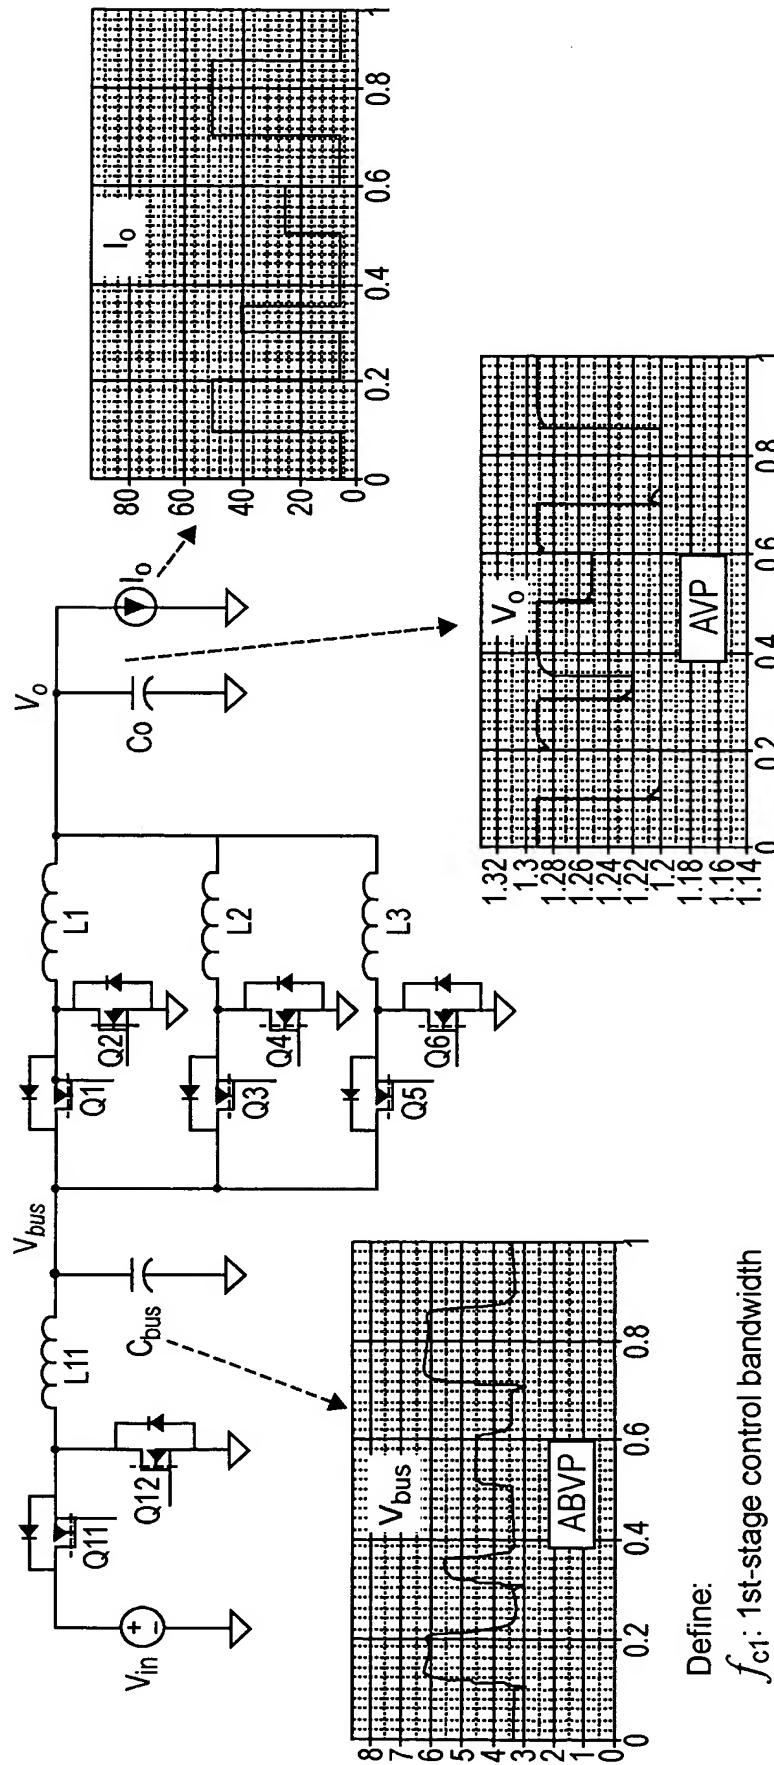 V_in
Q11
Q12
L11
C_bus
V_bus
Q1
Q2
L1
Q3
Q4
L2
Q5
Q6
L3
V_o
Co
I_o
I_o
80
60
40
20
0
0 0.2 0.4 0.6 0.8 1
V_bus
ABVP
8
7
6
5
4
3
2
1
0
0 0.2 0.4 0.6 0.8 1
V_o
AVP
1.32
1.3
1.28
1.26
1.24
1.22
1.2
1.18
1.16
1.14
0 0.2 0.4 0.6 0.8 1
Define:
f_c1: 1st-stage control bandwidth